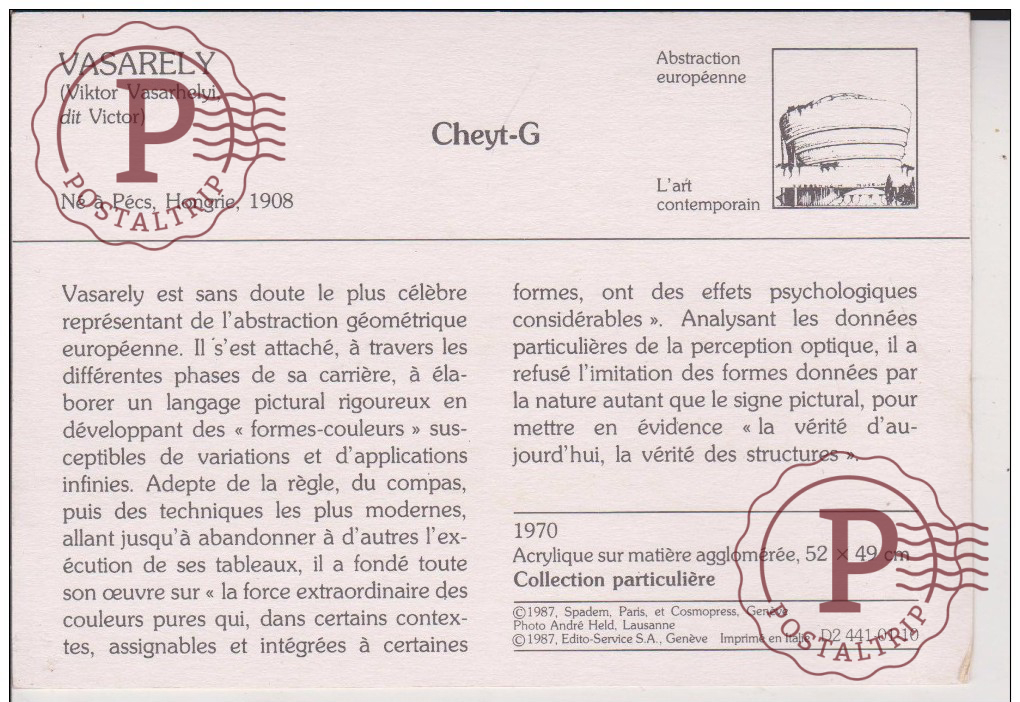 VASARELY
(Viktor Vasarhelyi,
dit Victor)
Né à Pécs, Hongrie, 1908
Cheyt-G
Abstraction
européenne
L'art
contemporain
Vasarely est sans doute le plus célèbre
représentant de l'abstraction géométrique
européenne. Il s'est attaché, à travers les
différentes phases de sa carrière, à éla-
borer un langage pictural rigoureux en
développant des « formes-couleurs » sus-
ceptibles de variations et d'applications
infinies. Adepte de la règle, du compas,
puis des techniques les plus modernes,
allant jusqu'à abandonner à d'autres l'ex-
écution de ses tableaux, il a fondé toute
son œuvre sur « la force extraordinaire des
couleurs pures qui, dans certains contex-
tes, assignables et intégrées à certaines
formes, ont des effets psychologiques
considérables ». Analysant les données
particulières de la perception optique, il a
refusé l'imitation des formes données par
la nature autant que le signe pictural, pour
mettre en évidence « la vérité d'au-
jourd'hui, la vérité des structures ».
1970
Acrylique sur matière agglomérée, 52 × 49 cm
Collection particulière
©1987, Spadem, Paris, et Cosmopress, Genève
Photo André Held, Lausanne
©1987, Edito-Service S.A., Genève Imprimé en Italie D2 441 01-10
P
POSTALTRIP
P
POSTALTRIP